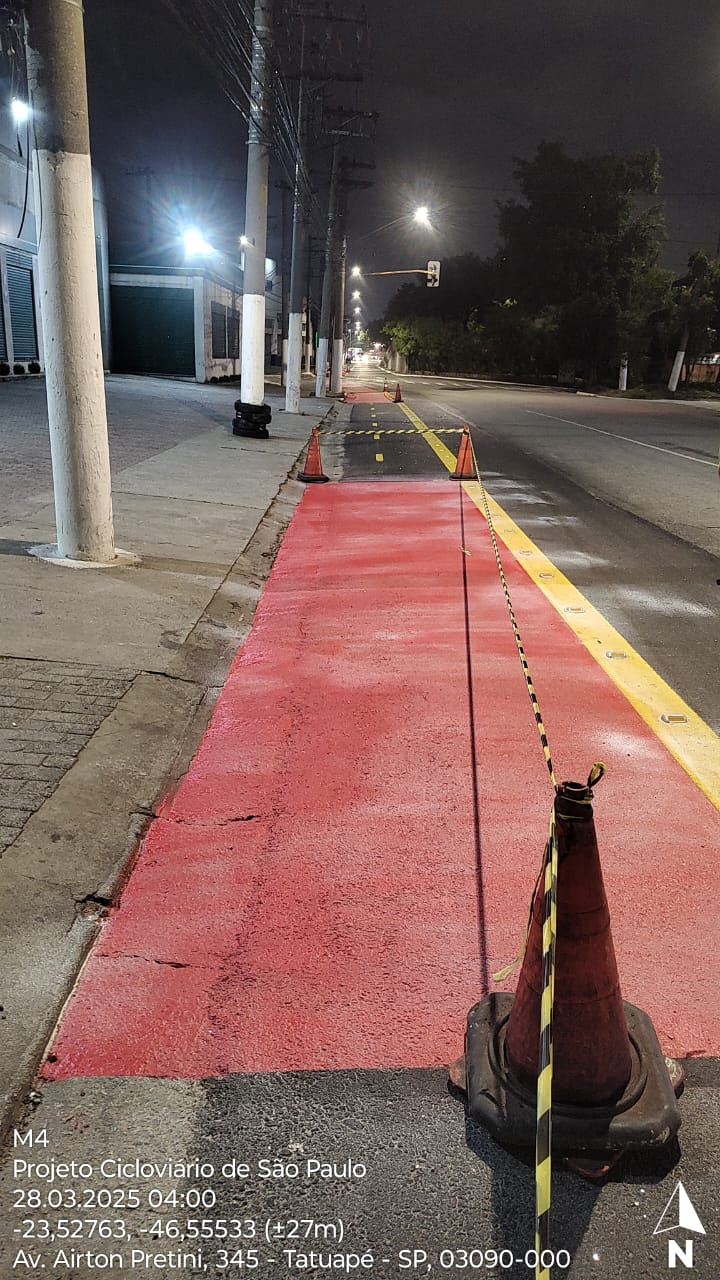 M4
Projeto Cicloviário de São Paulo
28.03.2025 04:00
-23,52763, -46,55533 (±27m)
Av. Airton Pretini, 345 - Tatuapé - SP, 03090-000
N